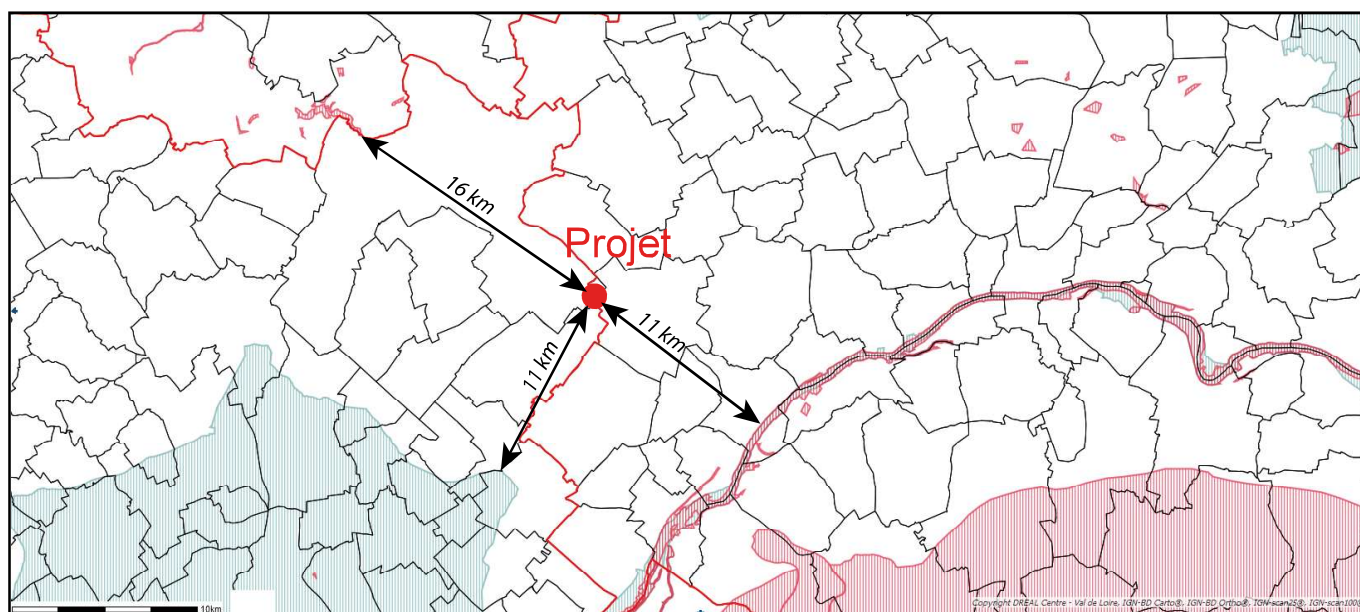 16 km
Projet
11 km
11 km
10km
Copyright DREAL Centre - Val de Loire, IGN-BD Carto®, IGN-BD Ortho®, IGN-scan25®, IGN-scan100